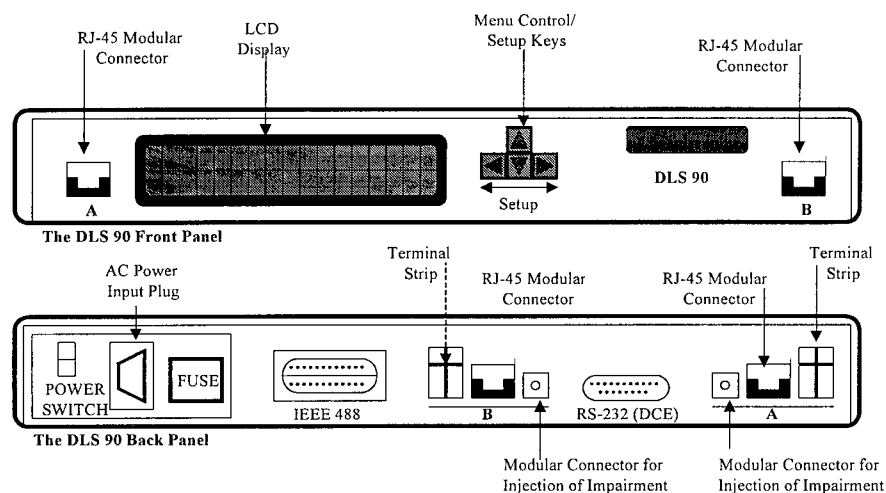 RJ-45 Modular
Connector
LCD
Display
Menu Control/
Setup Keys
RJ-45 Modular
Connector
A
Setup
DLS 90
B
The DLS 90 Front Panel
AC Power
Input Plug
Terminal
Strip
RJ-45 Modular
Connector
RJ-45 Modular
Connector
Terminal
Strip
POWER
SWITCH
FUSE
IEEE 488
B
RS-232 (DCE)
A
The DLS 90 Back Panel
Modular Connector for
Injection of Impairment
Modular Connector for
Injection of Impairment